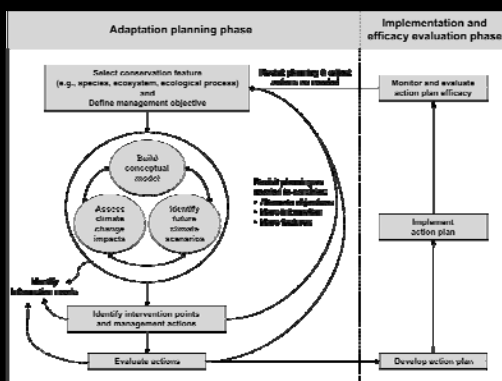 Adaptation planning phase
Implementation and
efficacy evaluation phase
Select conservation feature
(e.g., species, ecosystem, ecological process)
and
Define management objective
Revisit planning & adjust
actions as needed
Monitor and evaluate
action plan efficacy
Build
conceptual
model
Assess
climate
change
impacts
Identify
future
climate
scenarios
Revisit planning as
needed to consider:
• Alternate objectives
• More information
• More features
Implement
action plan
Identify
information needs
Identify intervention points
and management actions
Evaluate actions
Develop action plan